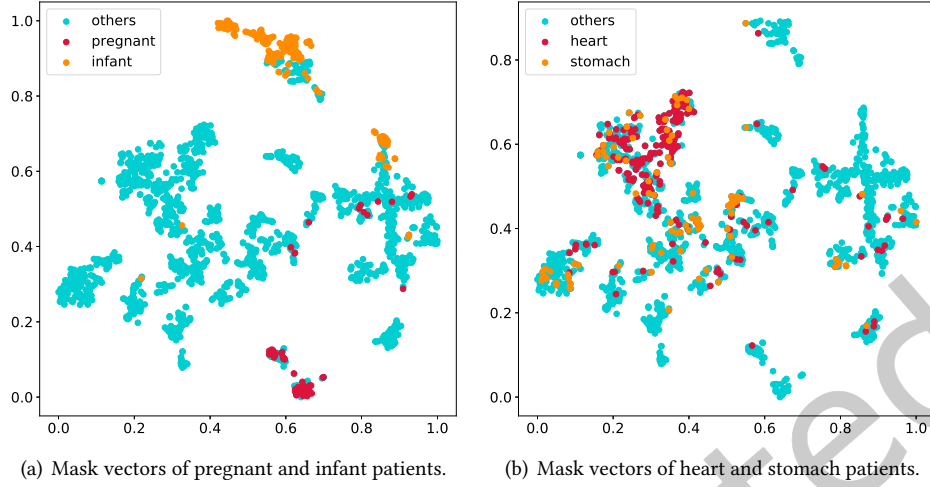 others
pregnant
infant
1.0
0.8
0.6
0.4
0.2
0.0
0.0 0.2 0.4 0.6 0.8 1.0
(a) Mask vectors of pregnant and infant patients.
others
heart
stomach
0.8
0.6
0.4
0.2
0.0
0.0 0.2 0.4 0.6 0.8 1.0
(b) Mask vectors of heart and stomach patients.
ted